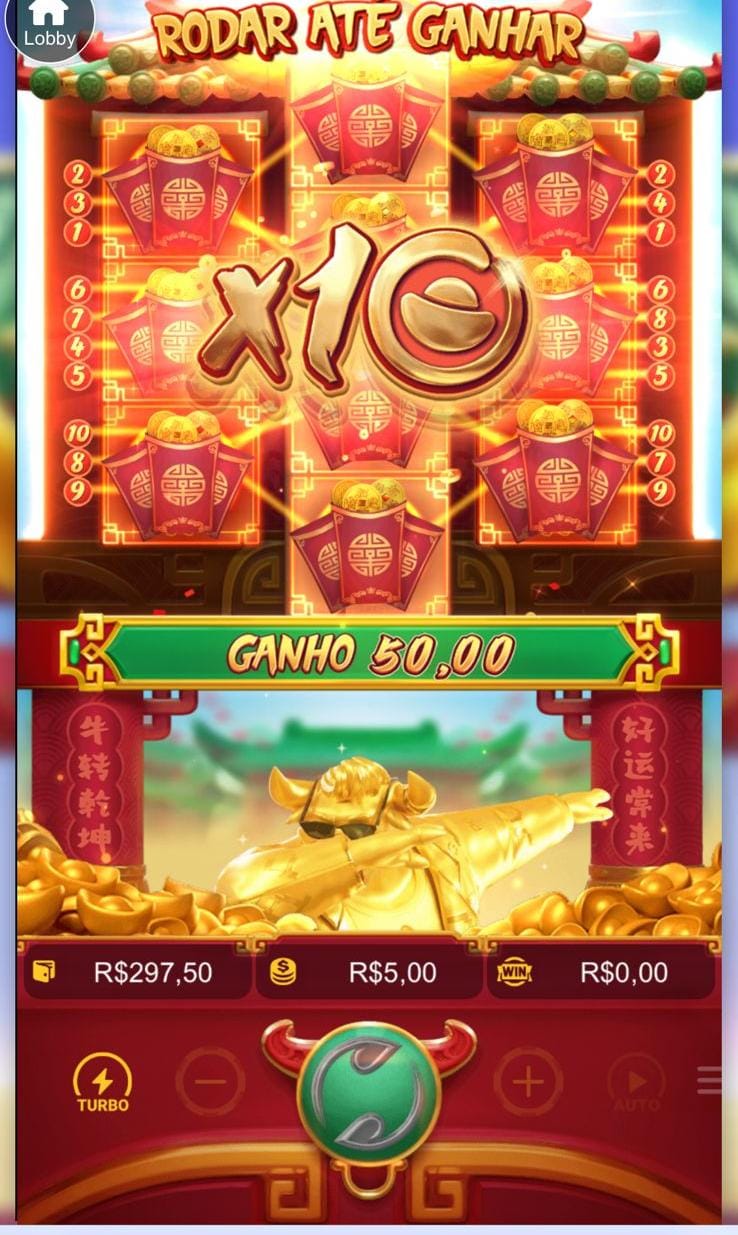 Lobby
RODAR ATÉ GANHAR
2 2
3 4
1 1
x10
6 6
7 8
4 3
5 5
10 10
8 7
9 9
GANHO 50,00
牛转乾坤
好运常来
R$297,50 R$5,00 WIN R$0,00
TURBO
AUTO